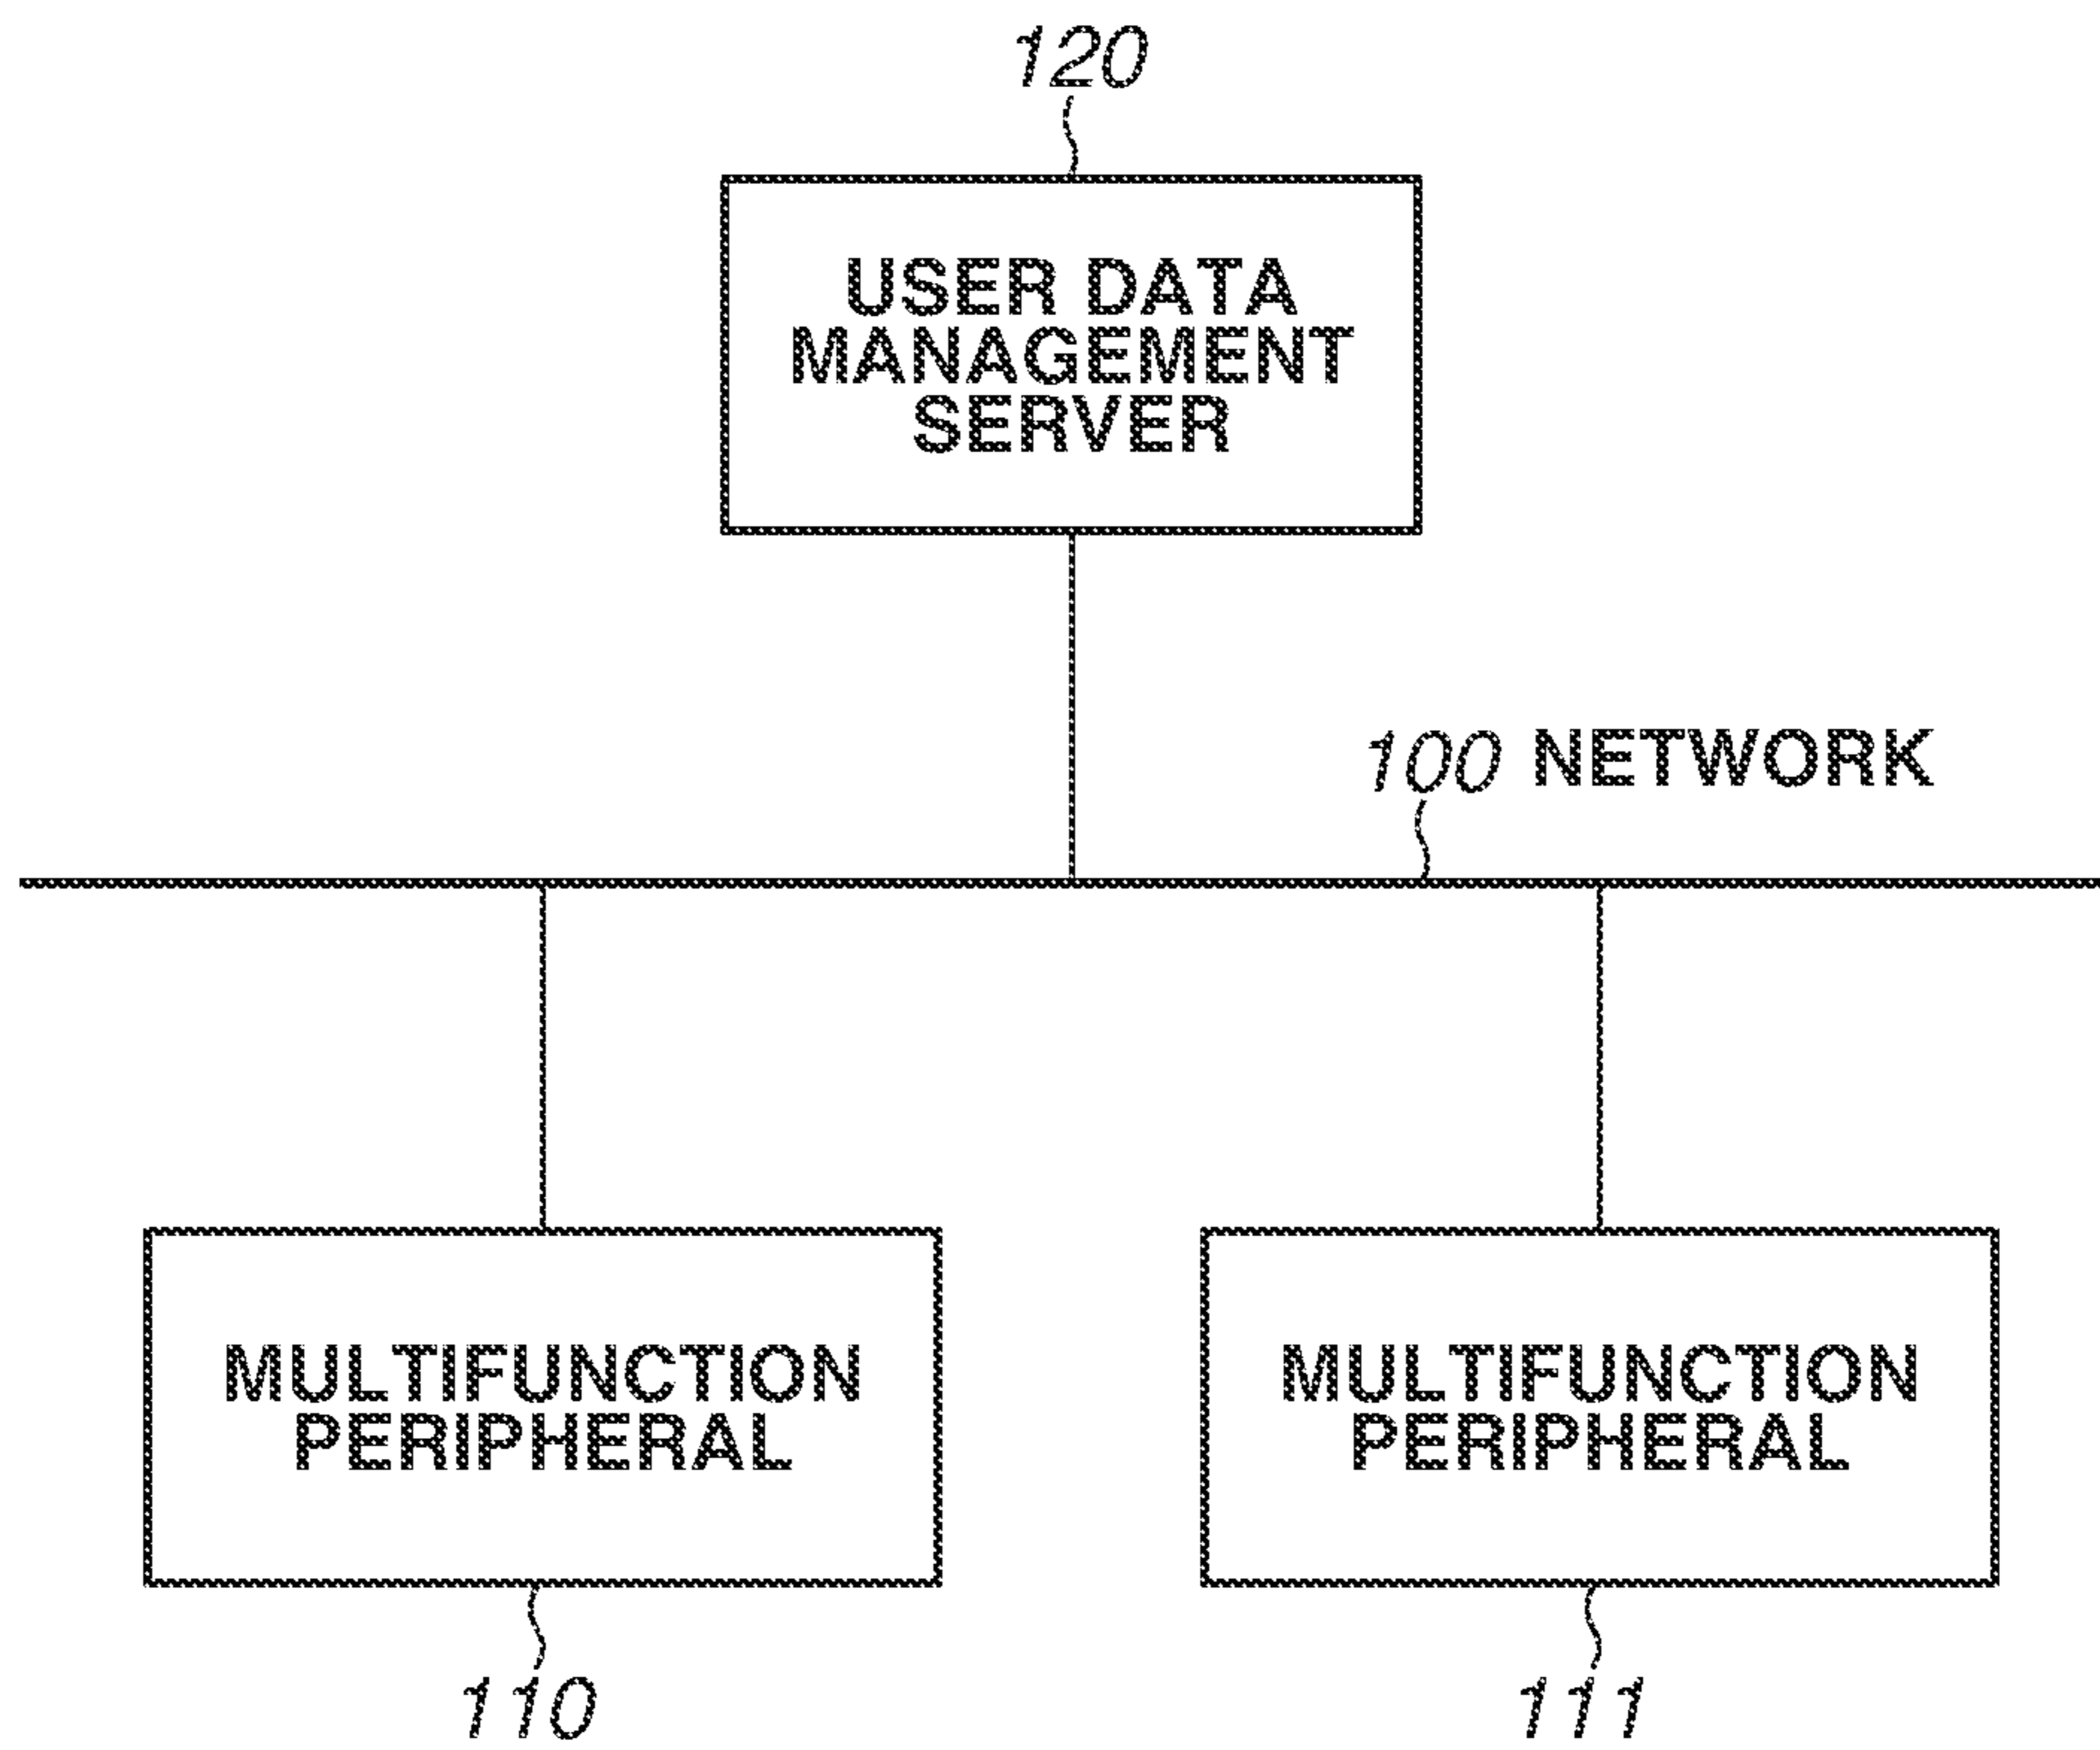 120
USER DATA
MANAGEMENT
SERVER
100 NETWORK
MULTIFUNCTION
PERIPHERAL
MULTIFUNCTION
PERIPHERAL
110
111